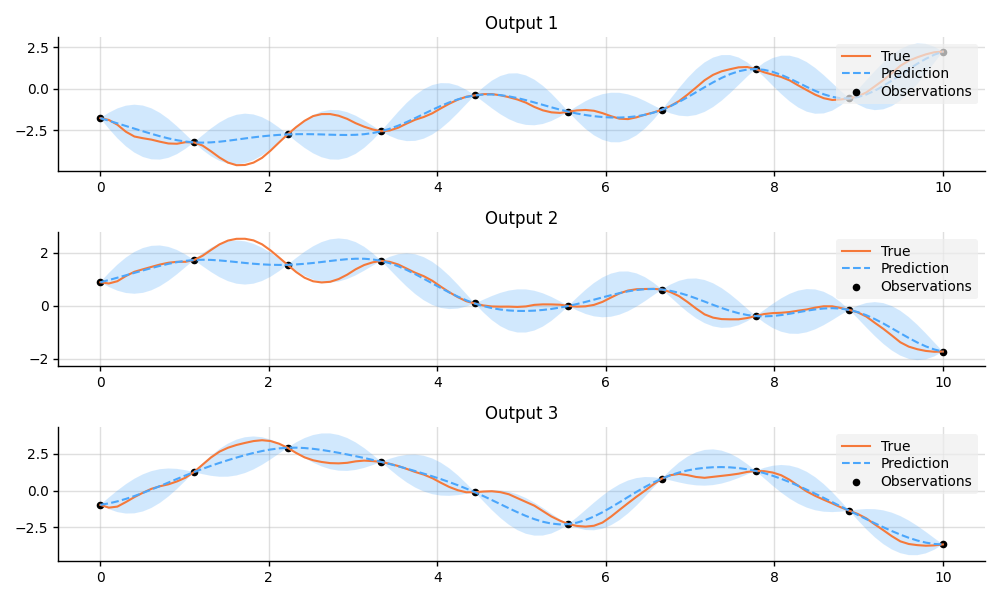 Output 1
2.5
0.0
−2.5
True
Prediction
Observations
0 2 4 6 8 10
Output 2
2
0
−2
True
Prediction
Observations
0 2 4 6 8 10
Output 3
2.5
0.0
−2.5
True
Prediction
Observations
0 2 4 6 8 10